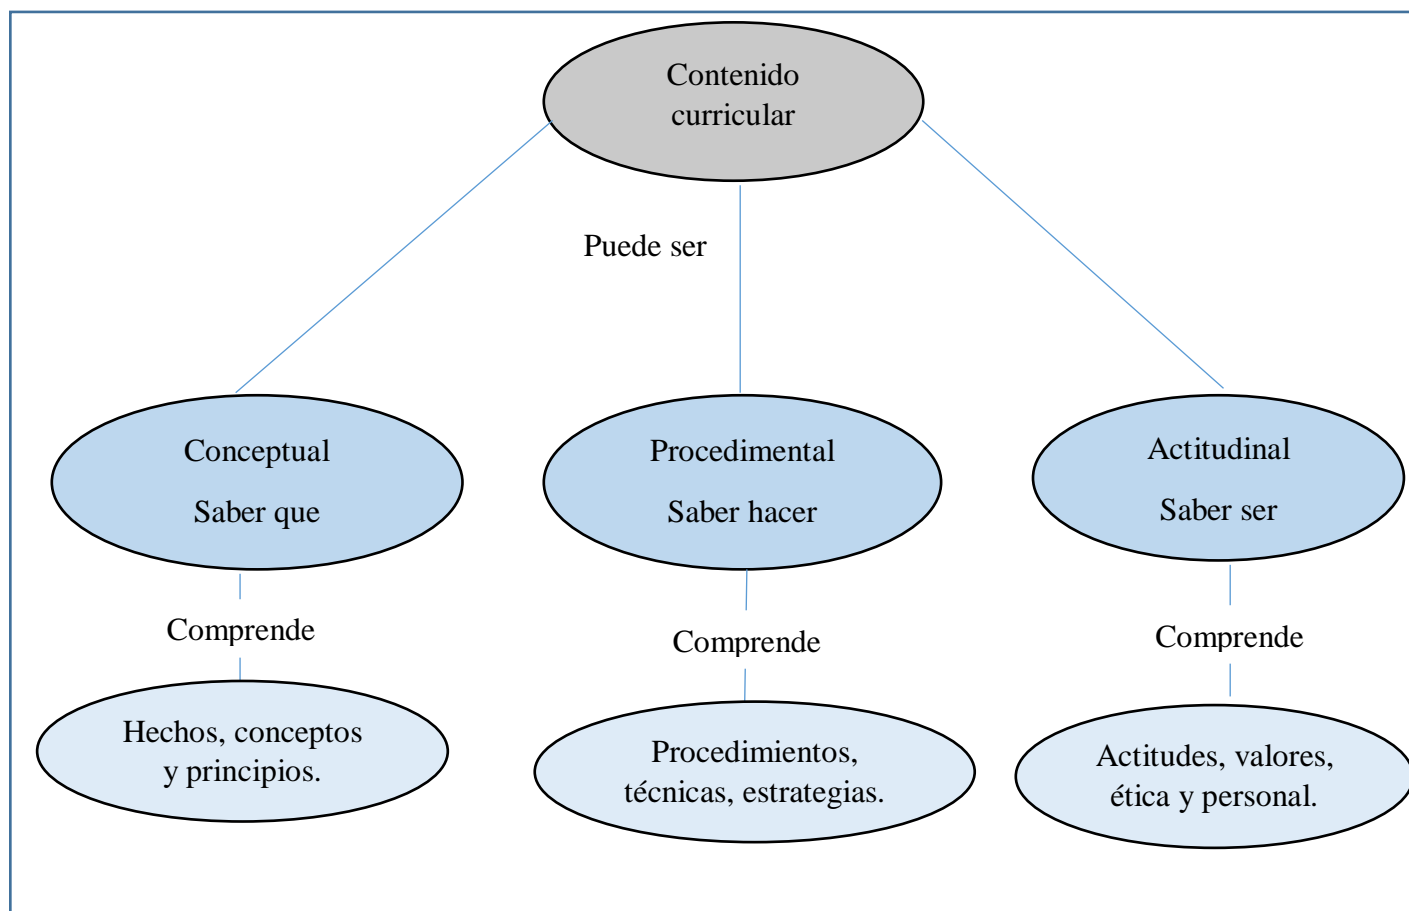 Contenido
curricular
Puede ser
Conceptual
Saber que
Procedimental
Saber hacer
Actitudinal
Saber ser
Comprende
Comprende
Comprende
Hechos, conceptos
y principios.
Procedimientos,
técnicas, estrategias.
Actitudes, valores,
ética y personal.